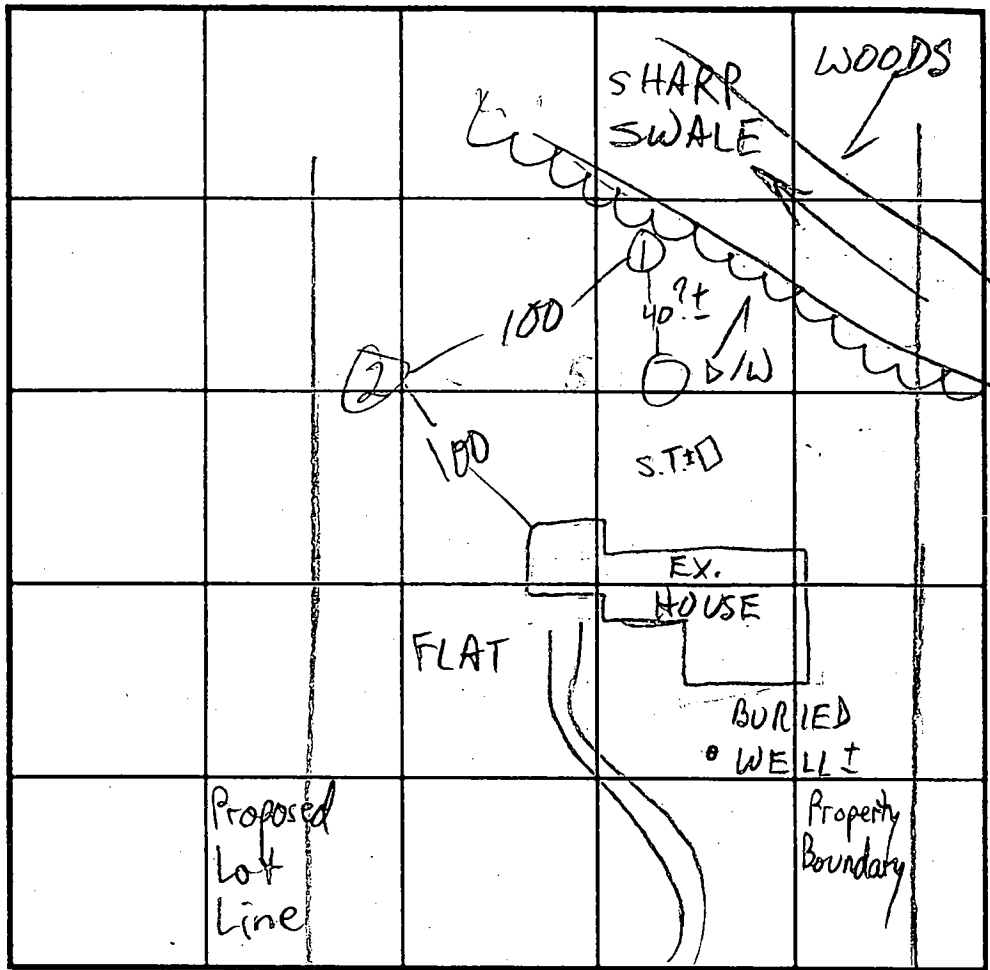 WOODS
SHARP
SWALE
1
100
40?±
D/W
2
100
S.T.±
EX.
HOUSE
FLAT
BURIED
WELL ±
Proposed
Lot
Line
Property
Boundary